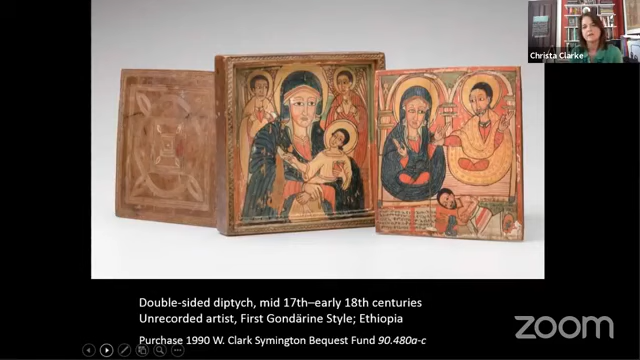 Christa Clarke
Double-sided diptych, mid 17th–early 18th centuries
Unrecorded artist, First Gondärine Style; Ethiopia
Purchase 1990 W. Clark Symington Bequest Fund 90.480a-c
zoom